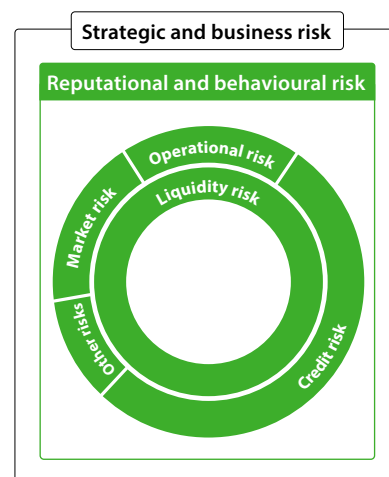 Strategic and business risk
Reputational and behavioural risk
Operational risk
Liquidity risk
Market risk
Other risks
Credit risk